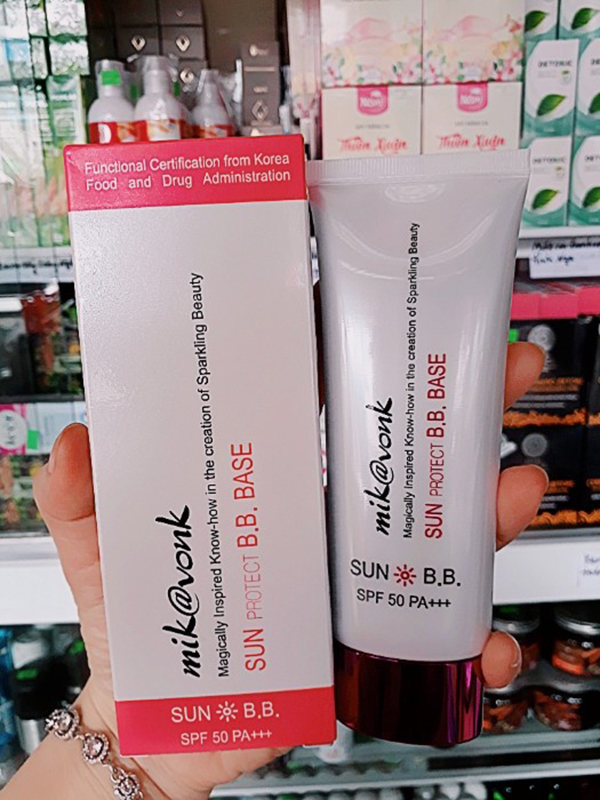 Functional Certification from Korea
Food and Drug Administration
mik@vonk
Magically Inspired Know-how in the creation of Sparkling Beauty
SUN PROTECT B.B. BASE
SUN B.B.
SPF 50 PA+++
mik@vonk
Magically Inspired Know-how in the creation of Sparkling Beauty
SUN PROTECT B.B. BASE
SUN B.B.
SPF 50 PA+++
DETONIC
DETONIC